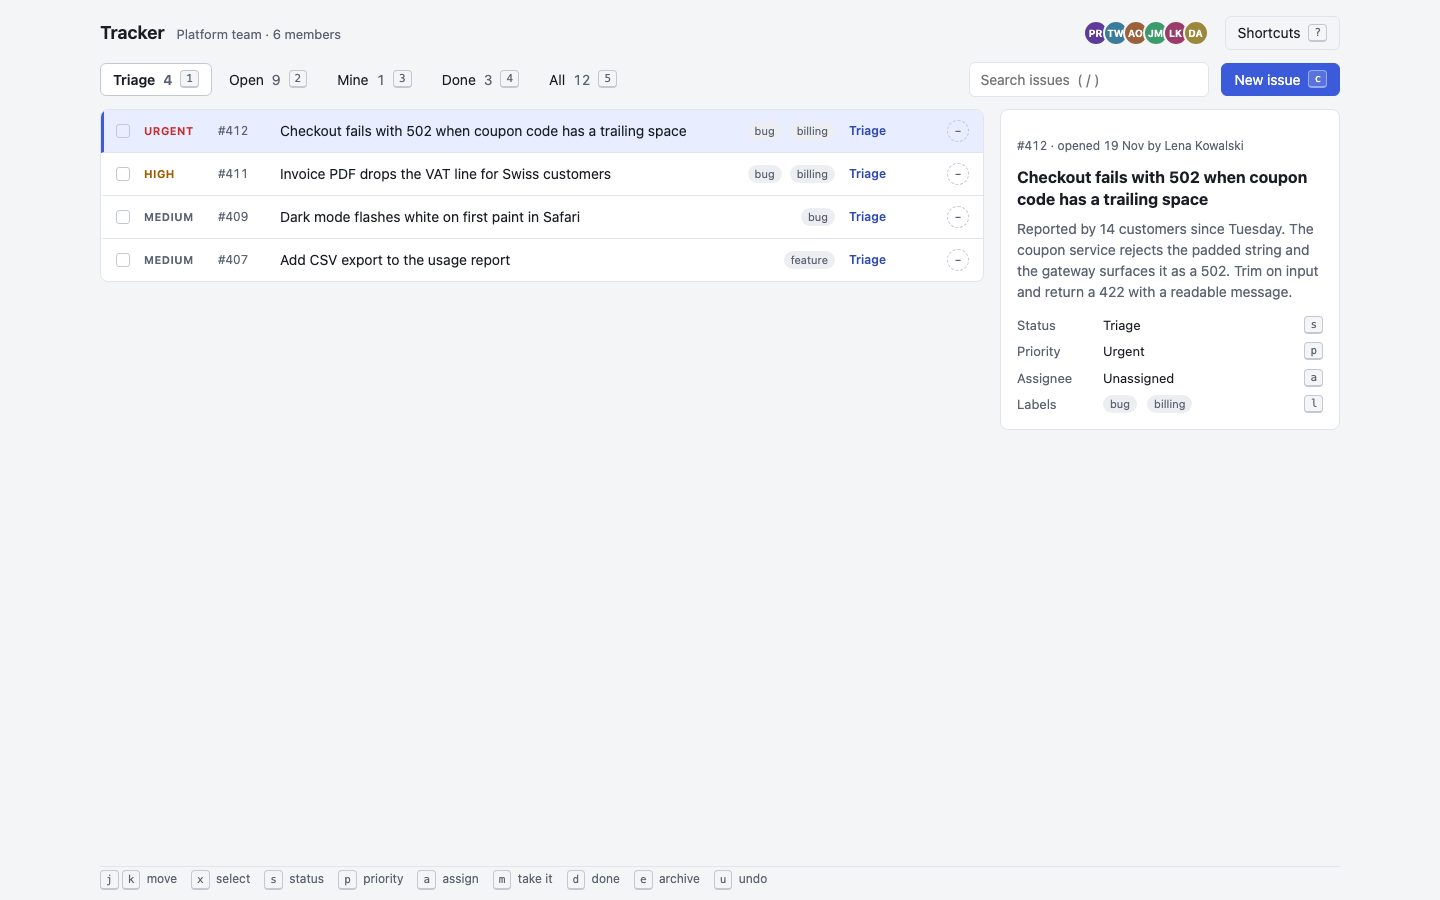 Tracker Platform team · 6 members PR TW AO JM LK DA Shortcuts ?
Triage 4 1 Open 9 2 Mine 1 3 Done 3 4 All 12 5 Search issues ( / ) New issue c
URGENT #412 Checkout fails with 502 when coupon code has a trailing space bug billing Triage –
HIGH #411 Invoice PDF drops the VAT line for Swiss customers bug billing Triage –
MEDIUM #409 Dark mode flashes white on first paint in Safari bug Triage –
MEDIUM #407 Add CSV export to the usage report feature Triage –
#412 · opened 19 Nov by Lena Kowalski
Checkout fails with 502 when coupon
code has a trailing space
Reported by 14 customers since Tuesday. The
coupon service rejects the padded string and
the gateway surfaces it as a 502. Trim on input
and return a 422 with a readable message.
Status Triage s
Priority Urgent p
Assignee Unassigned a
Labels bug billing l
j k move x select s status p priority a assign m take it d done e archive u undo